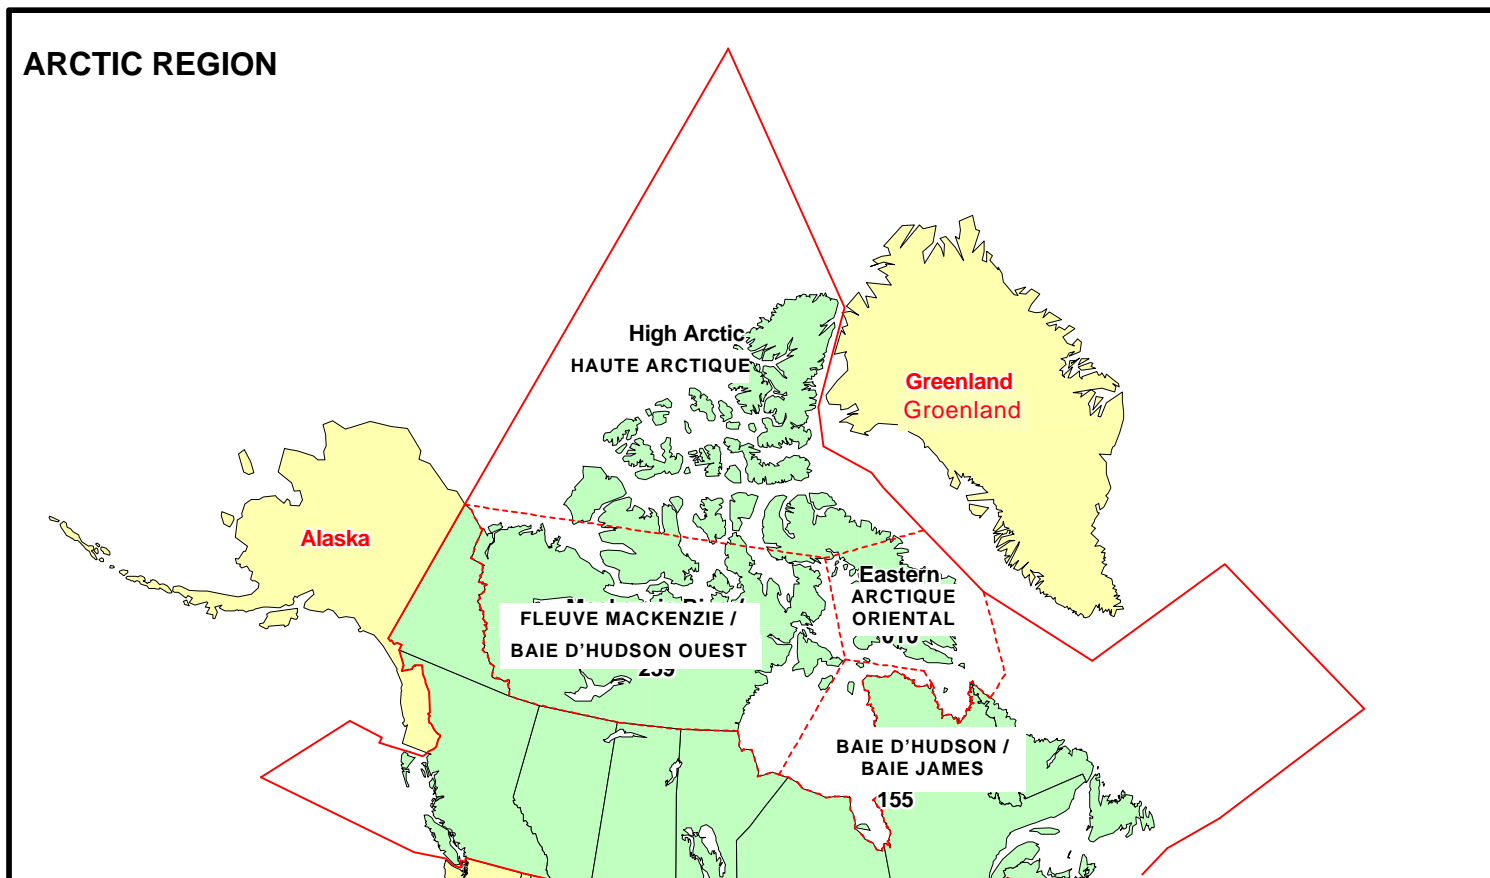 ARCTIC REGION
High Arctic
HAUTE ARCTIQUE
Greenland
Groenland
Alaska
Eastern
ARCTIQUE
ORIENTAL
FLEUVE MACKENZIE /
BAIE D'HUDSON OUEST
BAIE D'HUDSON /
BAIE JAMES
155